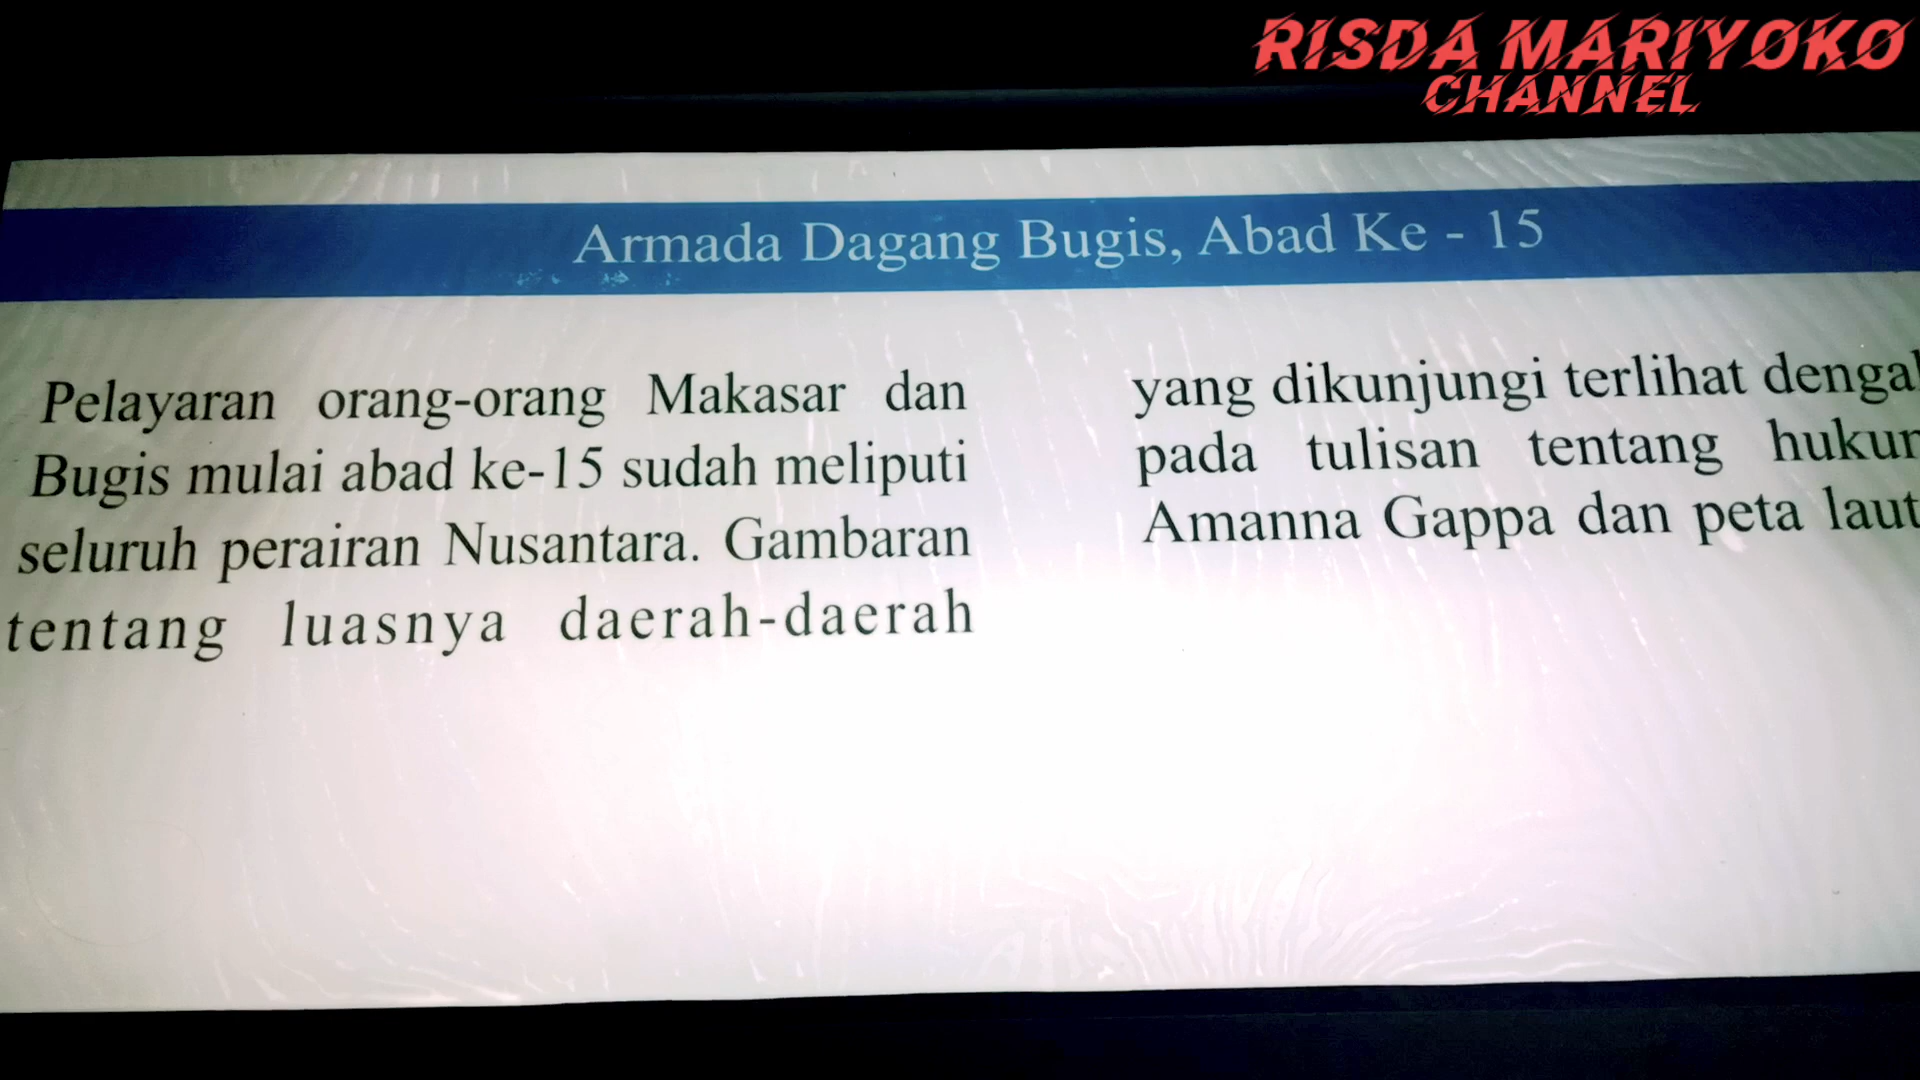 RISDA MARIYOKO
CHANNEL
Armada Dagang Bugis, Abad Ke - 15
Pelayaran orang-orang Makasar dan
Bugis mulai abad ke-15 sudah meliputi
seluruh perairan Nusantara. Gambaran
tentang luasnya daerah-daerah
yang dikunjungi terlihat
pada tulisan tentang
Amanna Gappa dan peta laut